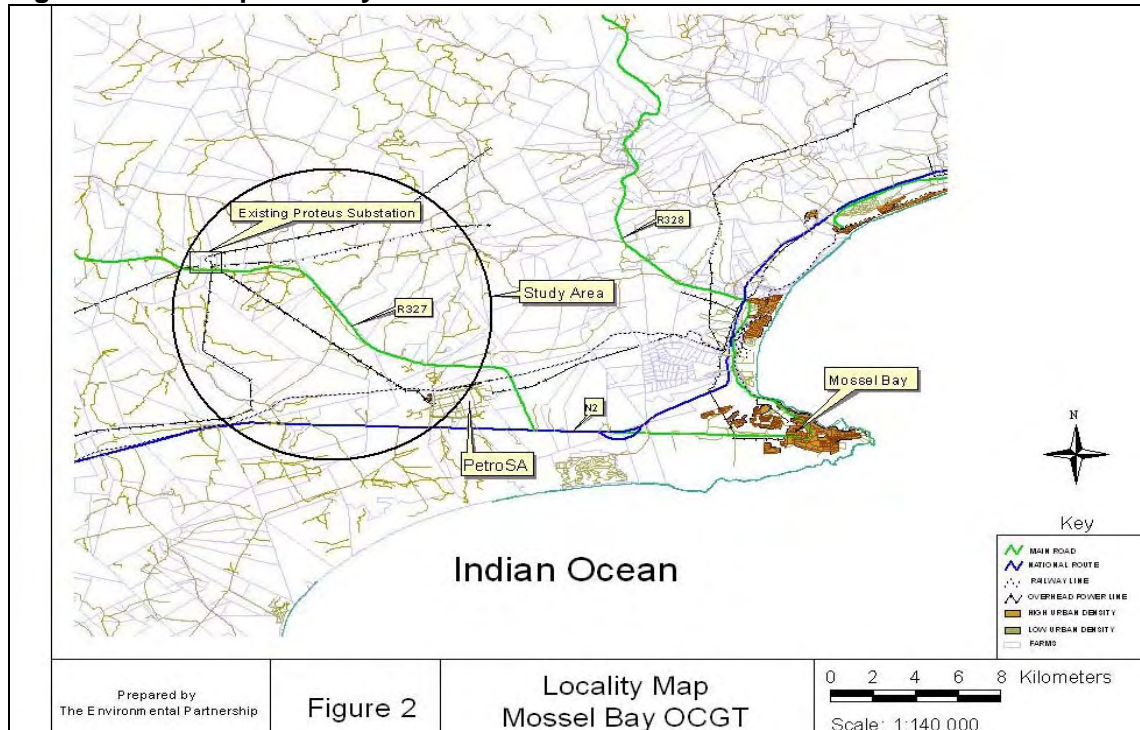 Existing Proteus Substation
R328
Study Area
R327
Mossel Bay
N2
PetroSA
N
Indian Ocean
Key
MAIN ROAD
NATIONAL ROUTE
RAILWAY LINE
OVERHEAD POWER LINE
HIGH URBAN DENSITY
LOW URBAN DENSITY
FARMS
Prepared by
The Environmental Partnership
Figure 2
Locality Map
Mossel Bay OCGT
0 2 4 6 8 Kilometers
Scale: 1:140 000